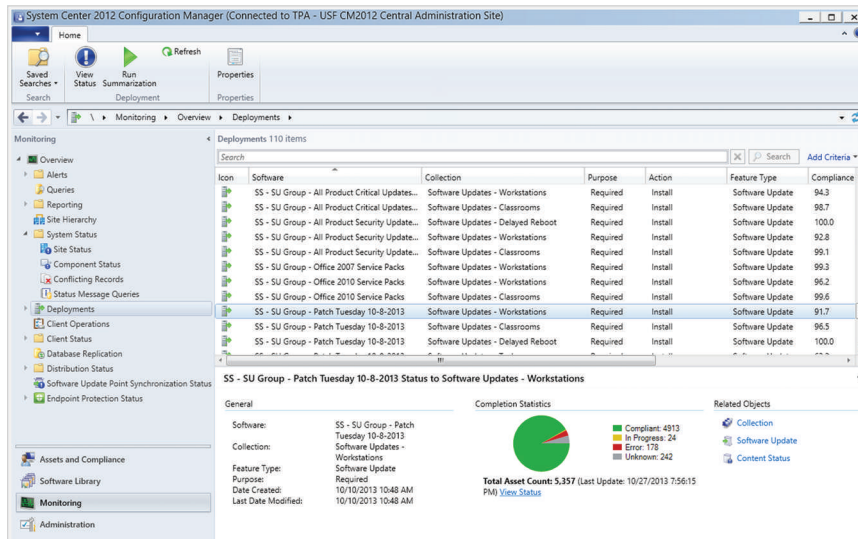 System Center 2012 Configuration Manager (Connected to TPA - USF CM2012 Central Administration Site)
Home
Saved Searches
View Status
Run Summarization
Refresh
Properties
Search
Deployment
Properties
\ Monitoring Overview Deployments
Monitoring
Overview
Alerts
Queries
Reporting
Site Hierarchy
System Status
Site Status
Component Status
Conflicting Records
Status Message Queries
Deployments
Client Operations
Client Status
Database Replication
Distribution Status
Software Update Point Synchronization Status
Endpoint Protection Status
Assets and Compliance
Software Library
Monitoring
Administration
Deployments 110 items
Search
Search
Add Criteria
Icon Software Collection Purpose Action Feature Type Compliance
SS - SU Group - All Product Critical Updates... Software Updates - Workstations Required Install Software Update 94.3
SS - SU Group - All Product Critical Updates... Software Updates - Classrooms Required Install Software Update 98.7
SS - SU Group - All Product Security Update... Software Updates - Delayed Reboot Required Install Software Update 100.0
SS - SU Group - All Product Security Update... Software Updates - Workstations Required Install Software Update 92.8
SS - SU Group - All Product Security Update... Software Updates - Classrooms Required Install Software Update 99.1
SS - SU Group - Office 2007 Service Packs Software Updates - Workstations Required Install Software Update 99.3
SS - SU Group - Office 2010 Service Packs Software Updates - Workstations Required Install Software Update 96.2
SS - SU Group - Office 2010 Service Packs Software Updates - Classrooms Required Install Software Update 99.6
SS - SU Group - Patch Tuesday 10-8-2013 Software Updates - Workstations Required Install Software Update 91.7
SS - SU Group - Patch Tuesday 10-8-2013 Software Updates - Classrooms Required Install Software Update 96.5
SS - SU Group - Patch Tuesday 10-8-2013 Software Updates - Delayed Reboot Required Install Software Update 100.0
SS - SU Group - Patch Tuesday 10-8-2013 Status to Software Updates - Workstations
General
Software: SS - SU Group - Patch
Tuesday 10-8-2013
Collection: Software Updates -
Workstations
Feature Type: Software Update
Purpose: Required
Date Created: 10/10/2013 10:48 AM
Last Date Modified: 10/10/2013 10:48 AM
Completion Statistics
Compliant: 4913
In Progress: 24
Error: 178
Unknown: 242
Total Asset Count: 5,357 (Last Update: 10/27/2013 7:56:15
PM) View Status
Related Objects
Collection
Software Update
Content Status